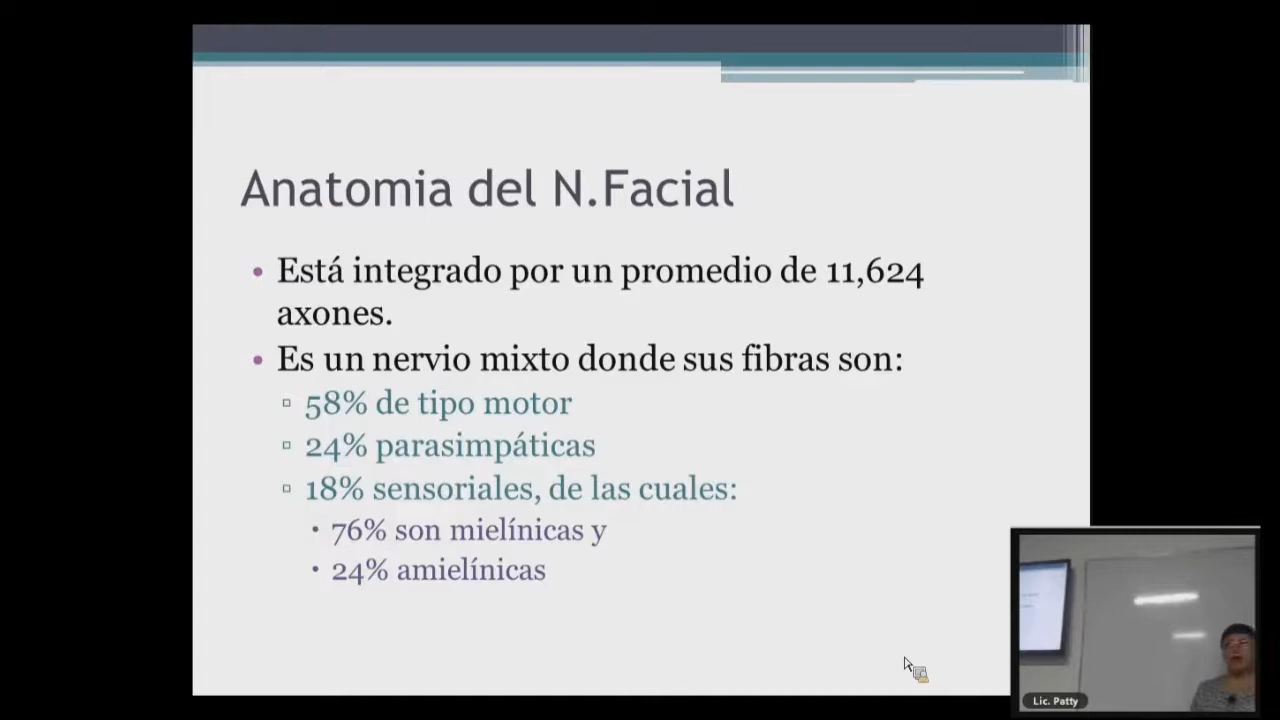 Anatomia del N.Facial
• Está integrado por un promedio de 11,624
axones.
• Es un nervio mixto donde sus fibras son:
▫ 58% de tipo motor
▫ 24% parasimpáticas
▫ 18% sensoriales, de las cuales:
• 76% son mielínicas y
• 24% amielínicas
Lic. Patty